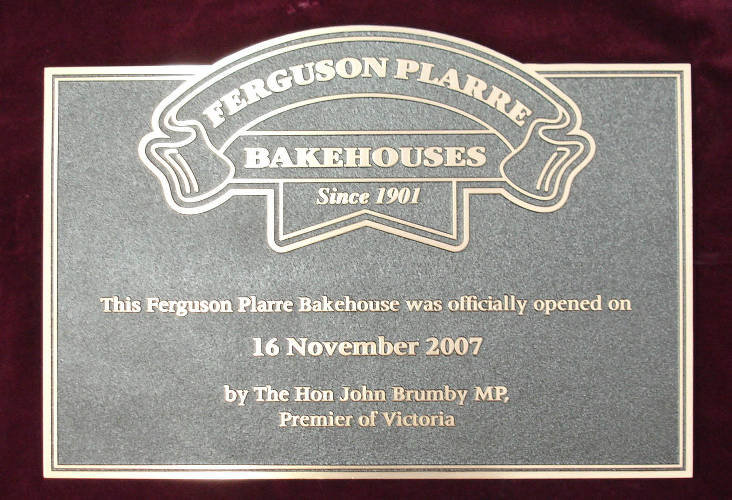 FERGUSON PLARRE
BAKEHOUSES
Since 1901
This Ferguson Plarre Bakehouse was officially opened on
16 November 2007
by The Hon John Brumby MP,
Premier of Victoria